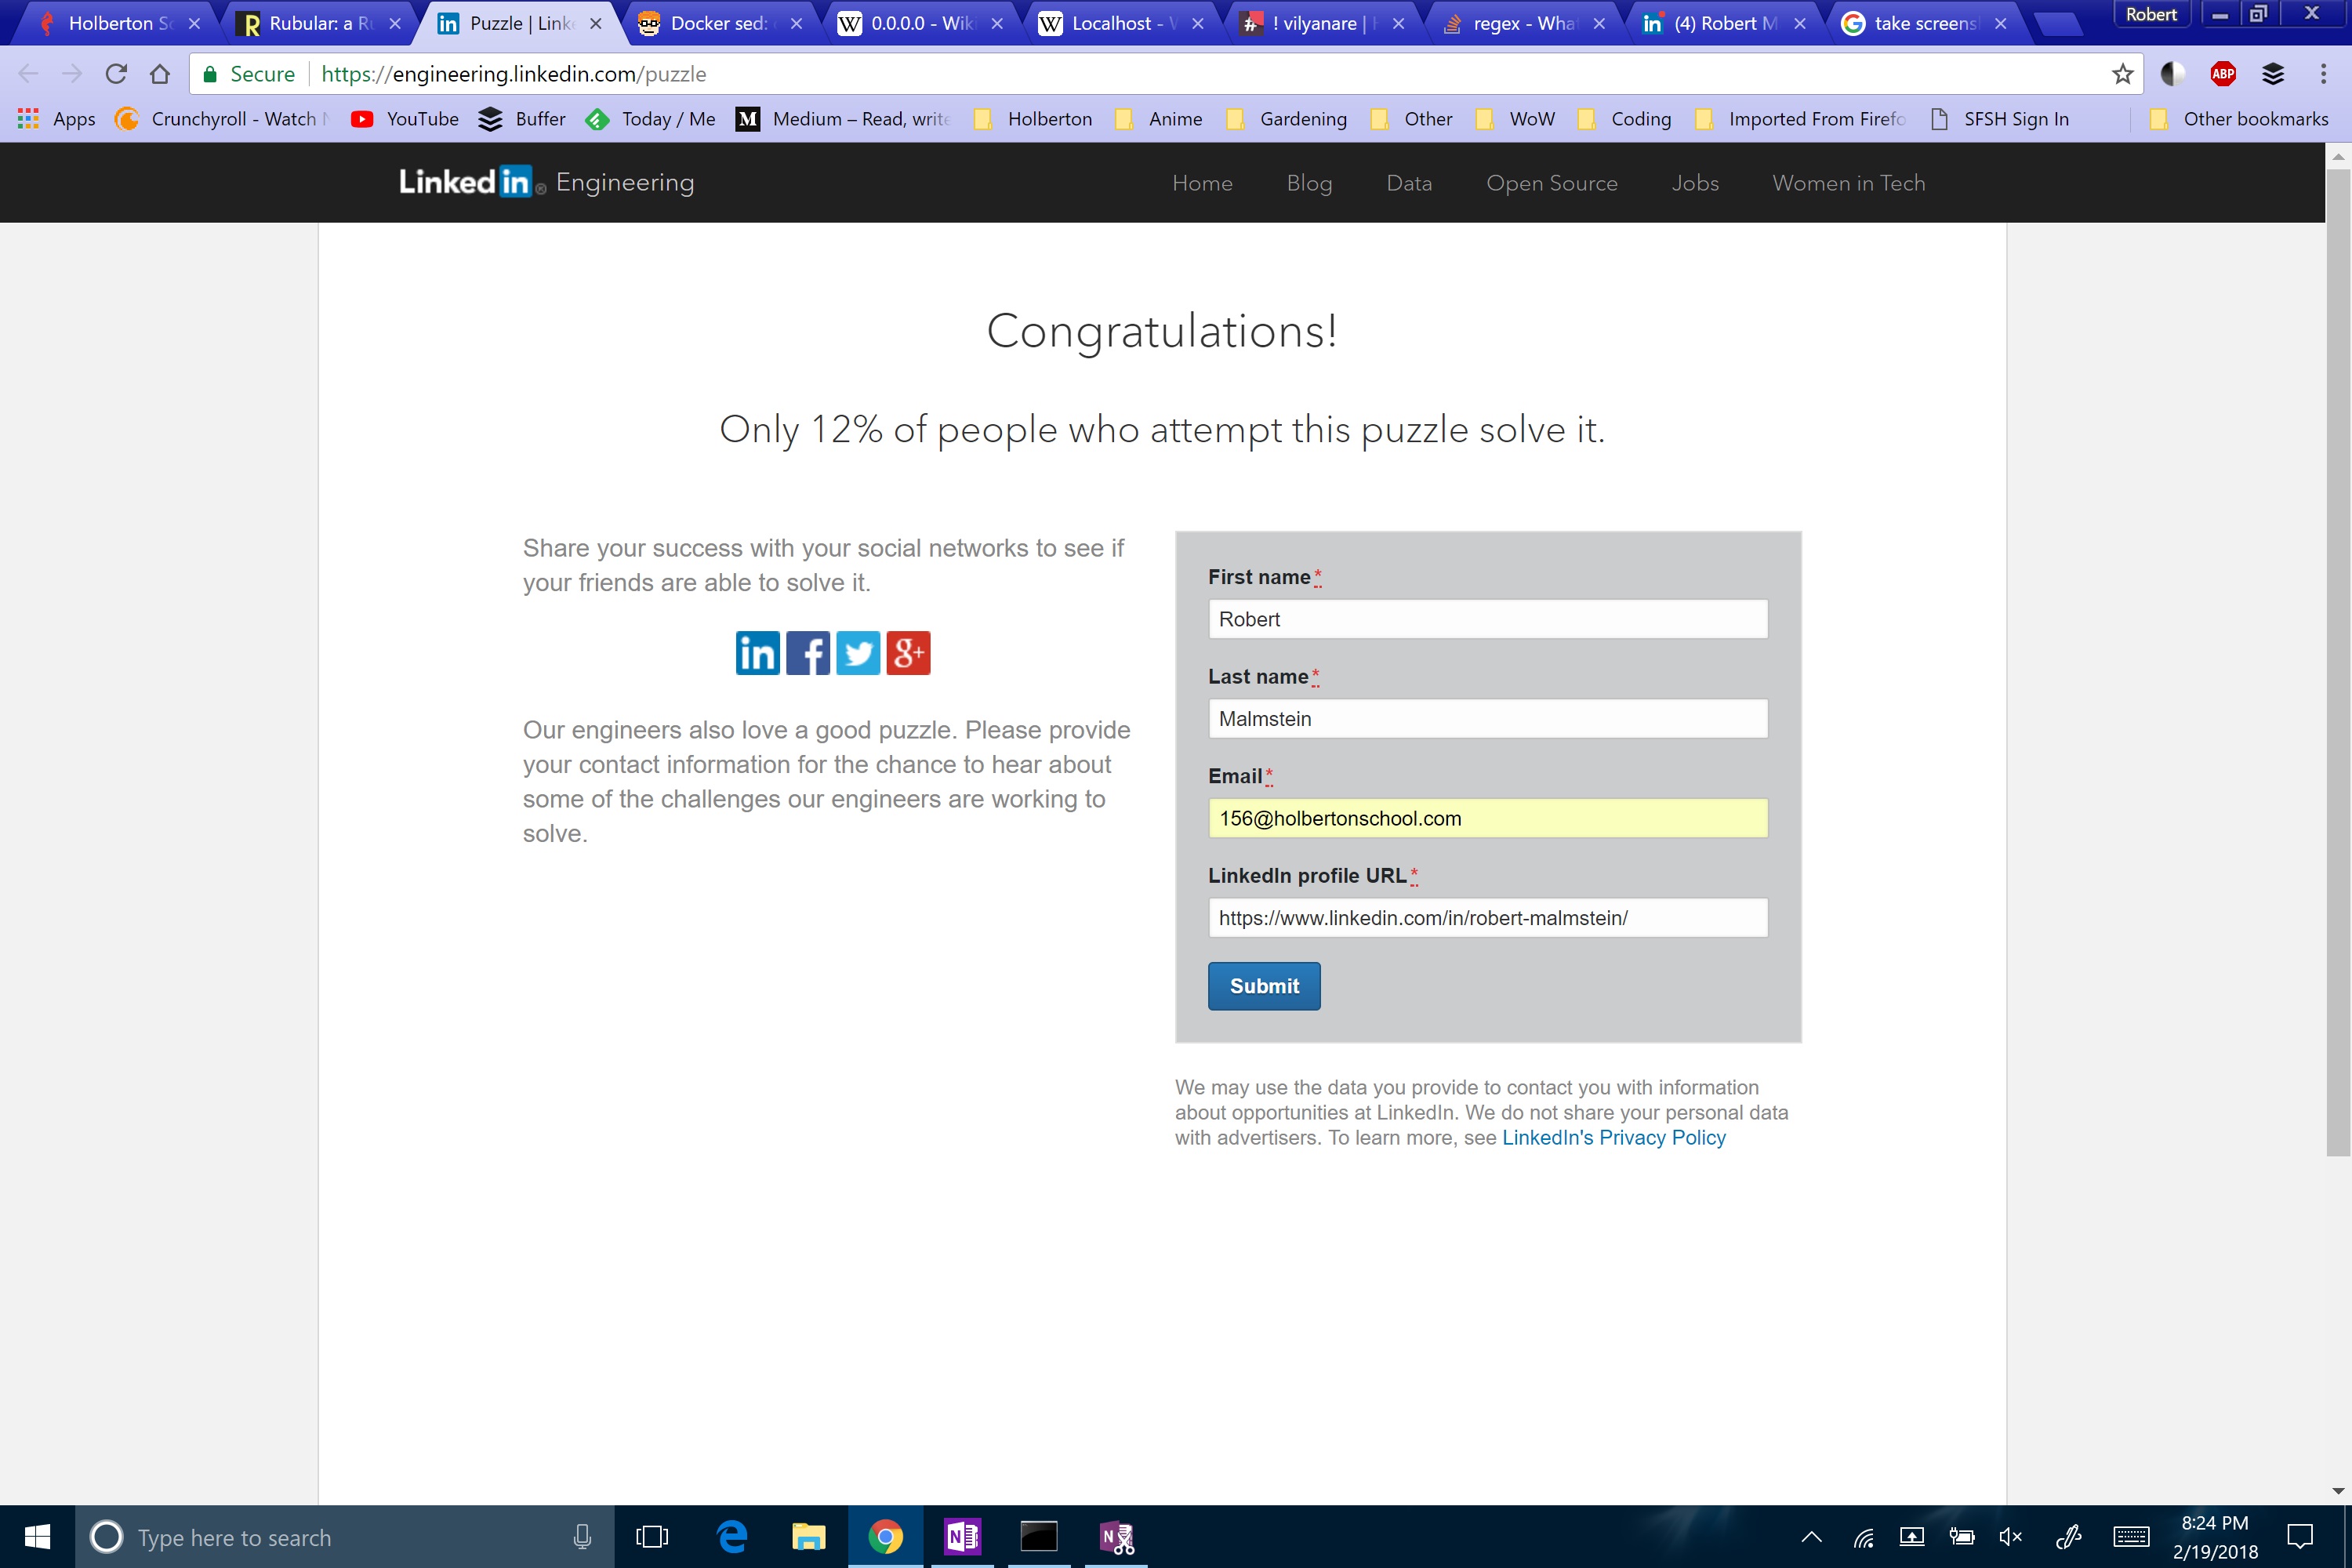 Holberton Sc
Rubular: a Ru
Puzzle | Linke
Docker sed:
0.0.0.0 - Wiki
Localhost - W
! vilyanare |
regex - What
(4) Robert M
take screens
Robert
Secure
https://engineering.linkedin.com/puzzle
ABP
Apps
Crunchyroll - Watch
YouTube
Buffer
Today / Me
Medium – Read, write
Holberton
Anime
Gardening
Other
WoW
Coding
Imported From Firefo
SFSH Sign In
Other bookmarks
Linked in ® Engineering
Home
Blog
Data
Open Source
Jobs
Women in Tech
Congratulations!
Only 12% of people who attempt this puzzle solve it.
Share your success with your social networks to see if
your friends are able to solve it.
Our engineers also love a good puzzle. Please provide
your contact information for the chance to hear about
some of the challenges our engineers are working to
solve.
First name*
Robert
Last name*
Malmstein
Email*
156@holbertonschool.com
LinkedIn profile URL*
https://www.linkedin.com/in/robert-malmstein/
Submit
We may use the data you provide to contact you with information
about opportunities at LinkedIn. We do not share your personal data
with advertisers. To learn more, see LinkedIn's Privacy Policy
Type here to search
8:24 PM
2/19/2018